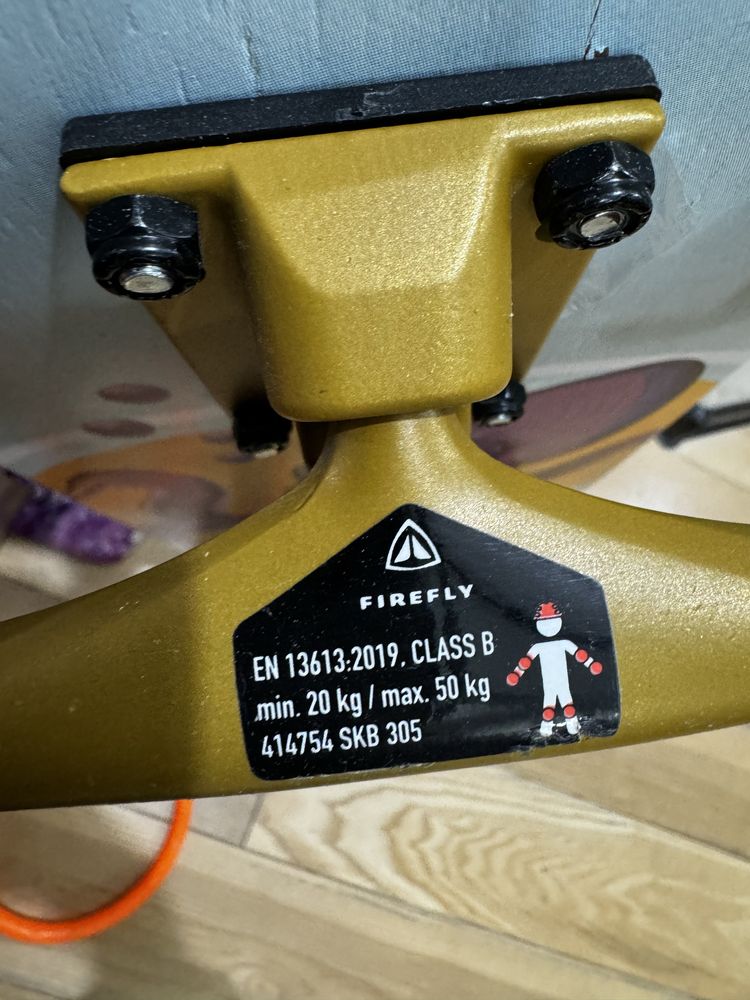 FIREFLY
EN 13613:2019, CLASS B
min. 20 kg / max. 50 kg
414754 SKB 305